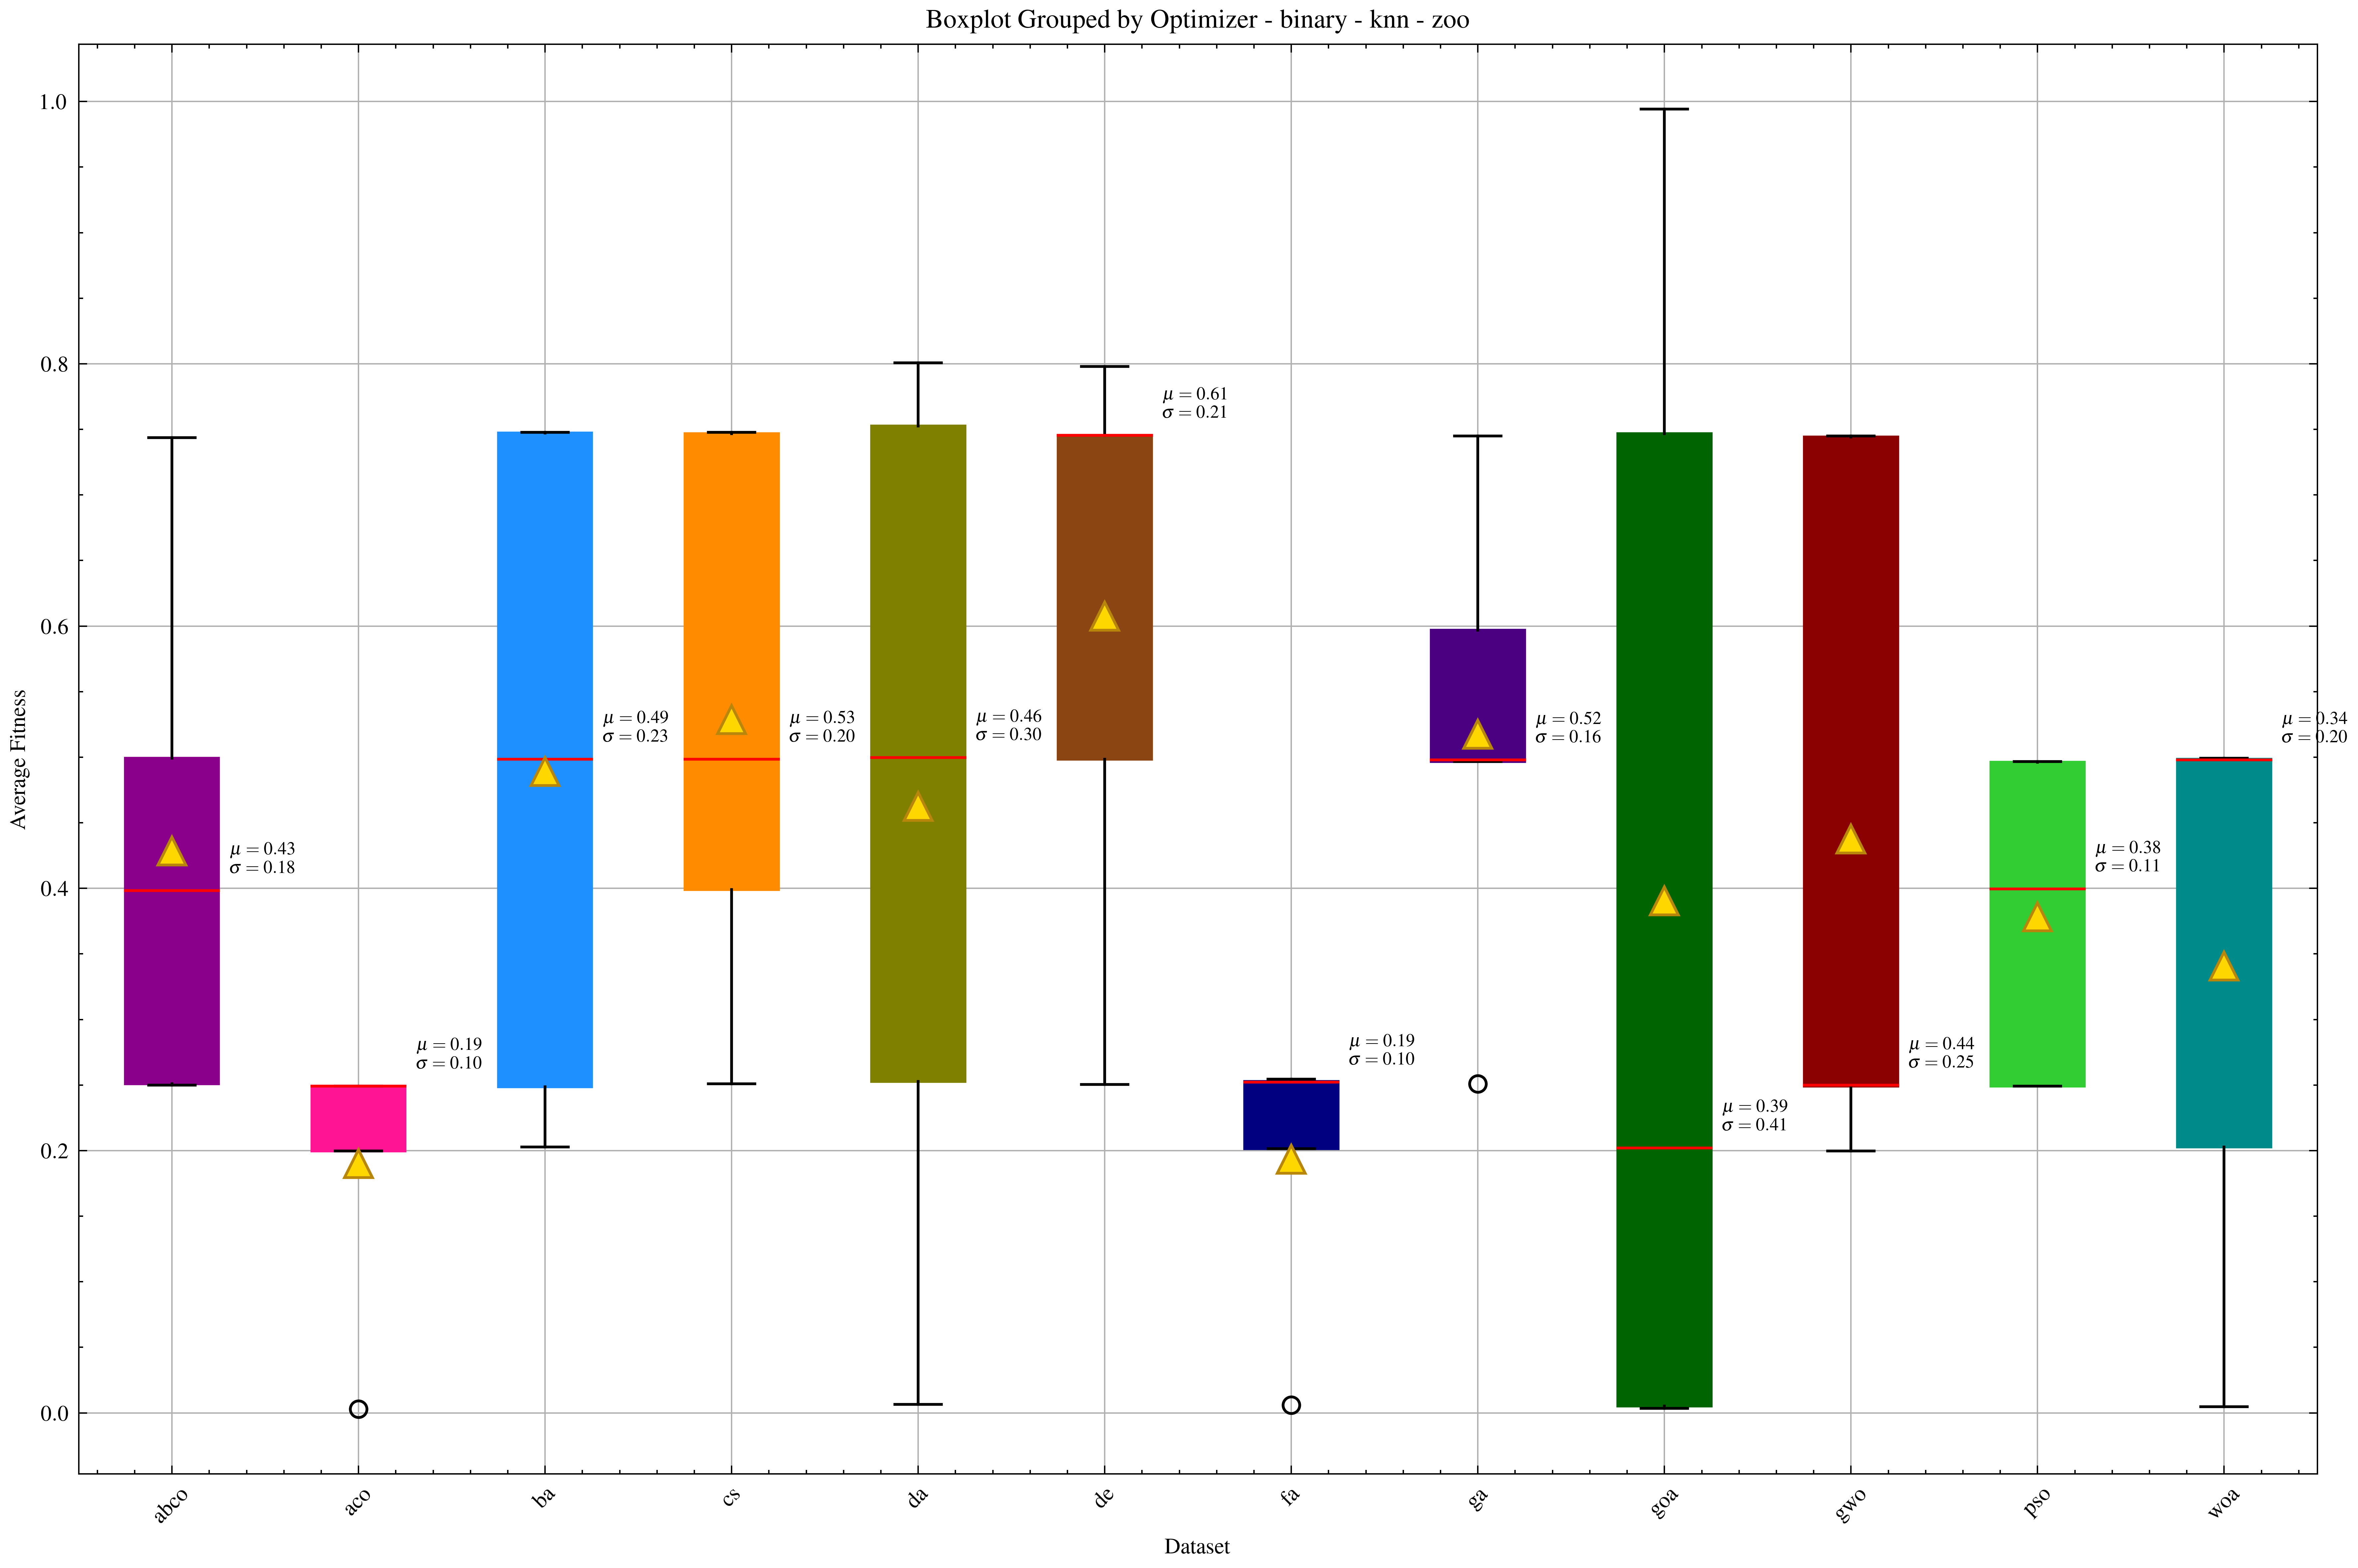 Boxplot Grouped by Optimizer - binary - knn - zoo
Average Fitness
1.0
0.8
0.6
0.4
0.2
0.0
μ = 0.43
σ = 0.18
μ = 0.19
σ = 0.10
μ = 0.49
σ = 0.23
μ = 0.53
σ = 0.20
μ = 0.46
σ = 0.30
μ = 0.61
σ = 0.21
μ = 0.19
σ = 0.10
μ = 0.52
σ = 0.16
μ = 0.39
σ = 0.41
μ = 0.44
σ = 0.25
μ = 0.38
σ = 0.11
μ = 0.34
σ = 0.20
abco
aco
ba
cs
da
de
fa
ga
goa
gwo
pso
woa
Dataset